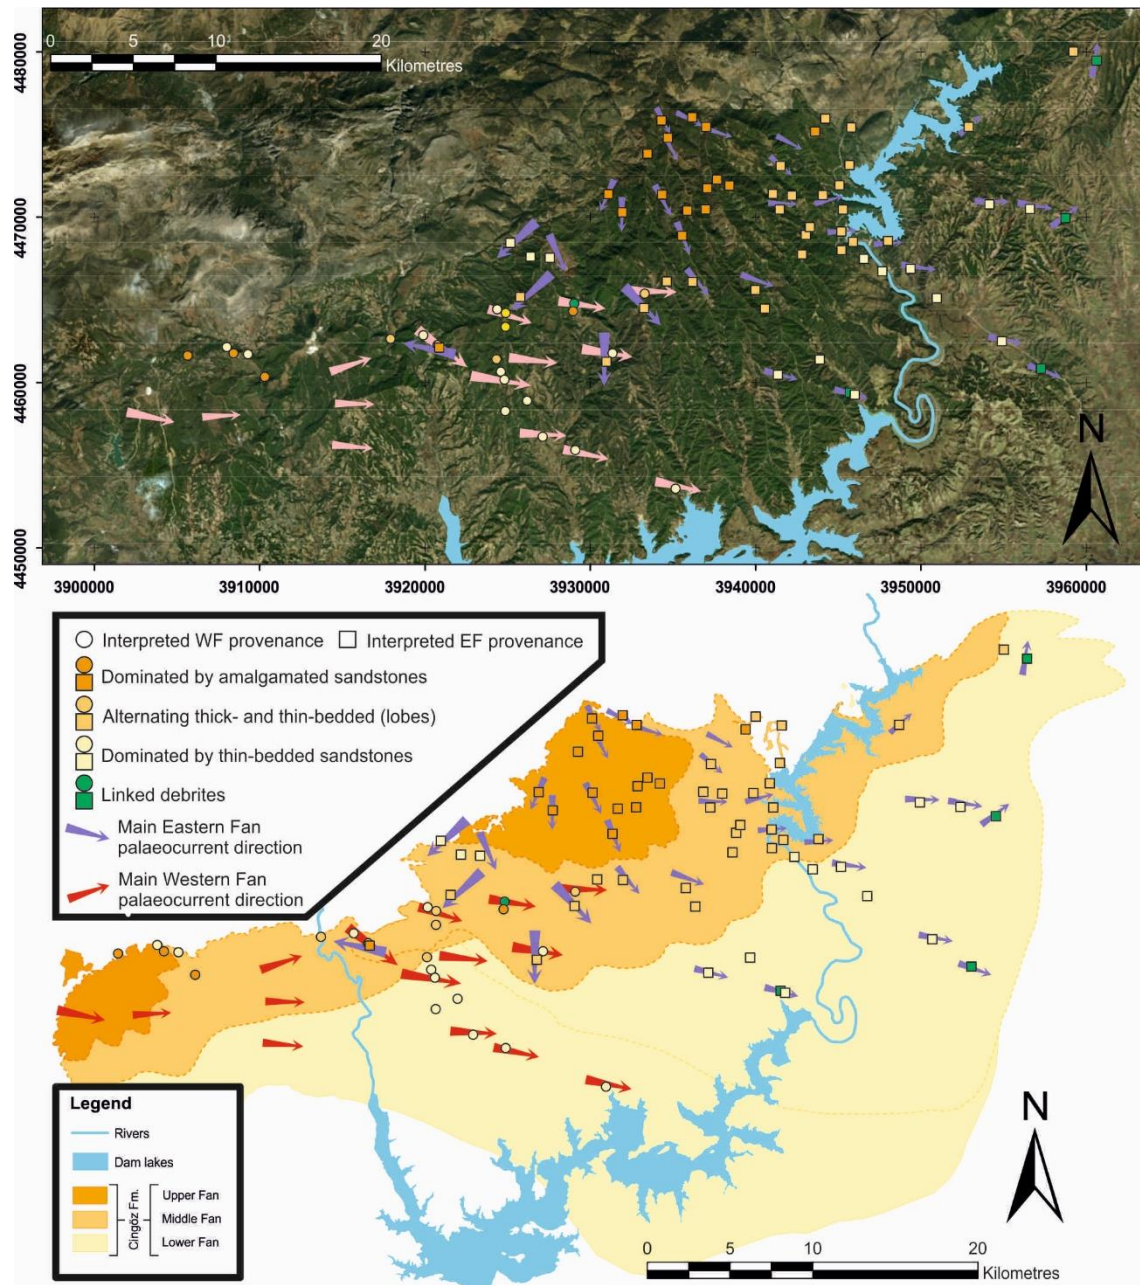 0 5 10 20
Kilometres
4480000
4470000
4460000
4450000
N
3900000 3910000 3920000 3930000 3940000 3950000 3960000
Interpreted WF provenance Interpreted EF provenance
Dominated by amalgamated sandstones
Alternating thick- and thin-bedded (lobes)
Dominated by thin-bedded sandstones
Linked debrites
Main Eastern Fan
palaeocurrent direction
Main Western Fan
palaeocurrent direction
Legend
Rivers
Dam lakes
Cingöz Fm.
Upper Fan
Middle Fan
Lower Fan
N
0 5 10 20
Kilometres